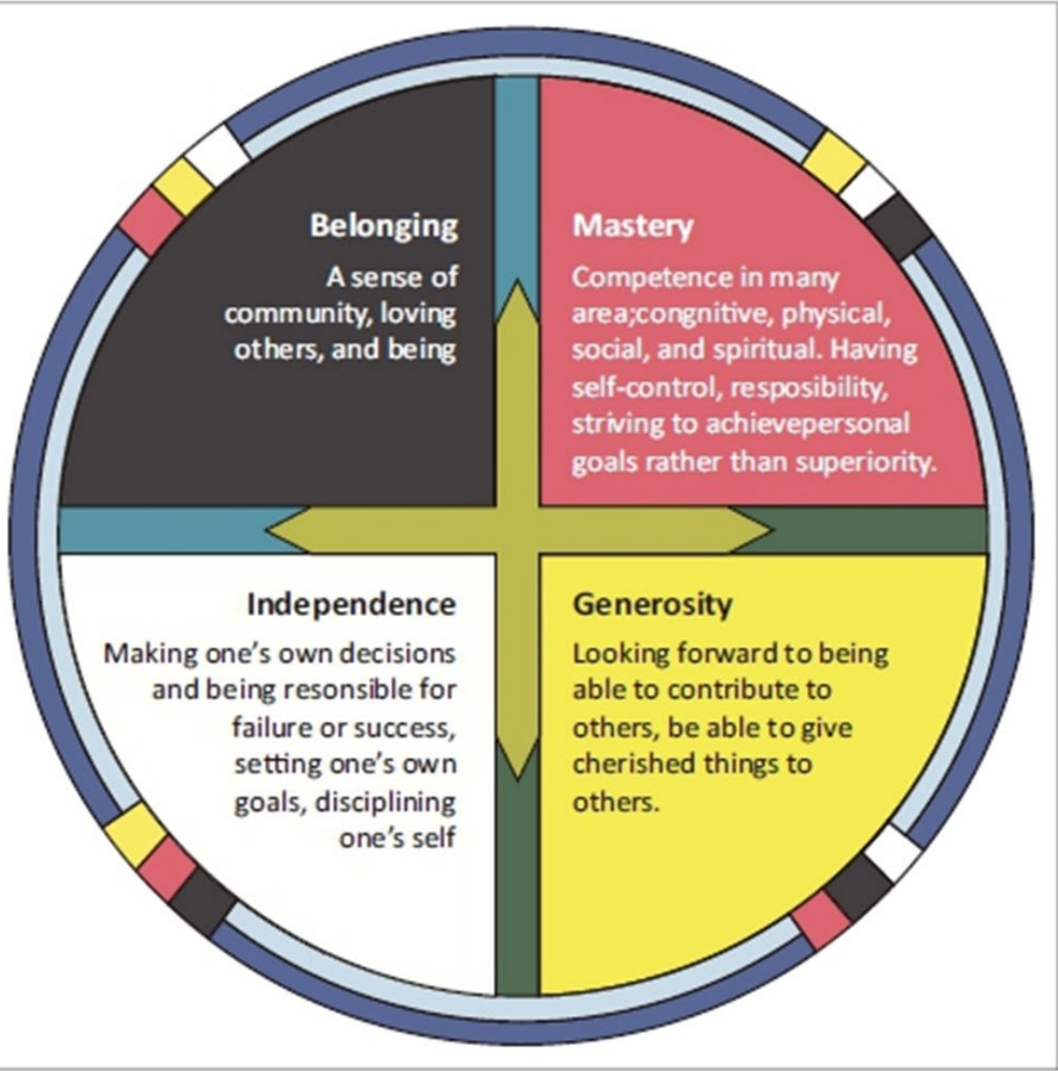 Belonging
A sense of
community, loving
others, and being
Mastery
Competence in many
area;congnitive, physical,
social, and spiritual. Having
self-control, resposibility,
striving to achievepersonal
goals rather than superiority.
Independence
Making one's own decisions
and being resonsible for
failure or success,
setting one's own
goals, disciplining
one's self
Generosity
Looking forward to being
able to contribute to
others, be able to give
cherished things to
others.